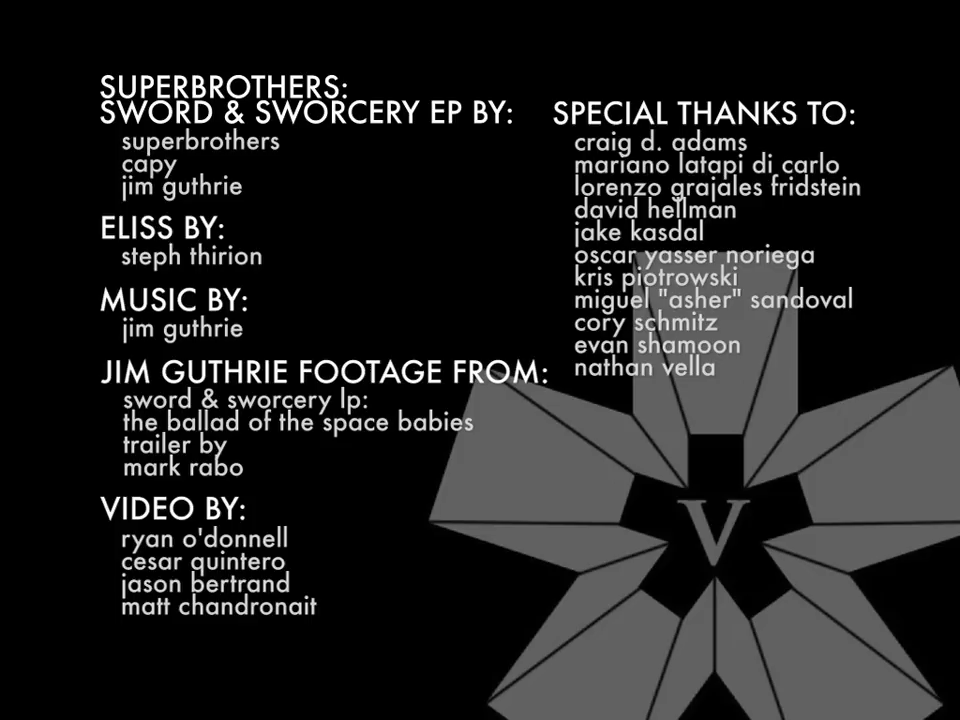 SUPERBROTHERS:
SWORD & SWORCERY EP BY:
superbrothers
capy
jim guthrie
ELISS BY:
steph thirion
MUSIC BY:
jim guthrie
JIM GUTHRIE FOOTAGE FROM:
sword & sworcery lp:
the ballad of the space babies
trailer by
mark rabo
VIDEO BY:
ryan o'donnell
cesar quintero
jason bertrand
matt chandronait
SPECIAL THANKS TO:
craig d. adams
mariano latapi di carlo
lorenzo grajales fridstein
david hellman
jake kasdal
oscar yasser noriega
kris piotrowski
miguel "asher" sandoval
cory schmitz
evan shamoon
nathan vella
V